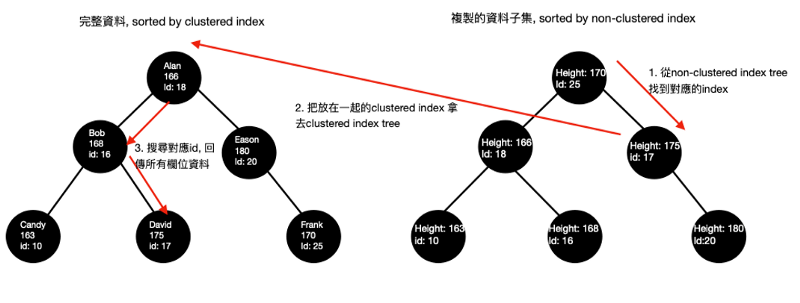 完整資料, sorted by clustered index
複製的資料子集, sorted by non-clustered index
Alan
166
Id: 18
Bob
168
id: 16
Eason
180
Id: 20
Candy
163
id: 10
David
175
id: 17
Frank
170
Id: 25
3. 搜尋對應id, 回
傳所有欄位資料
2. 把放在一起的clustered index 拿
去clustered index tree
1. 從non-clustered index tree
找到對應的index
Height: 170
Id: 25
Height: 166
Id: 18
Height: 175
id: 17
Height: 163
id: 10
Height: 168
Id: 16
Height: 180
Id:20